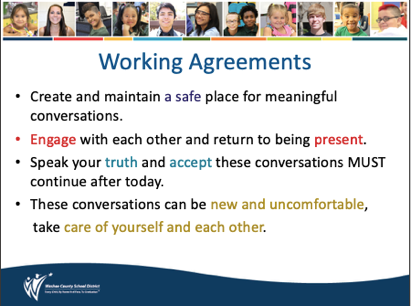 Working Agreements
• Create and maintain a safe place for meaningful
conversations.
• Engage with each other and return to being present.
• Speak your truth and accept these conversations MUST
continue after today.
• These conversations can be new and uncomfortable,
take care of yourself and each other.
Washoe County School District